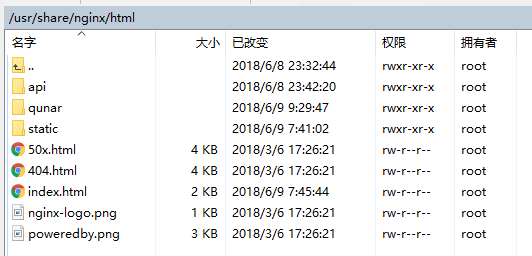 /usr/share/nginx/html
名字 大小 已改变 权限 拥有者
.. 2018/6/8 23:32:44 rwxr-xr-x root
api 2018/6/8 23:42:20 rwxr-xr-x root
qunar 2018/6/9 9:29:47 rwxr-xr-x root
static 2018/6/9 7:41:02 rwxr-xr-x root
50x.html 4 KB 2018/3/6 17:26:21 rw-r--r-- root
404.html 4 KB 2018/3/6 17:26:21 rw-r--r-- root
index.html 2 KB 2018/6/9 7:45:44 rw-r--r-- root
nginx-logo.png 1 KB 2018/3/6 17:26:21 rw-r--r-- root
poweredby.png 3 KB 2018/3/6 17:26:21 rw-r--r-- root